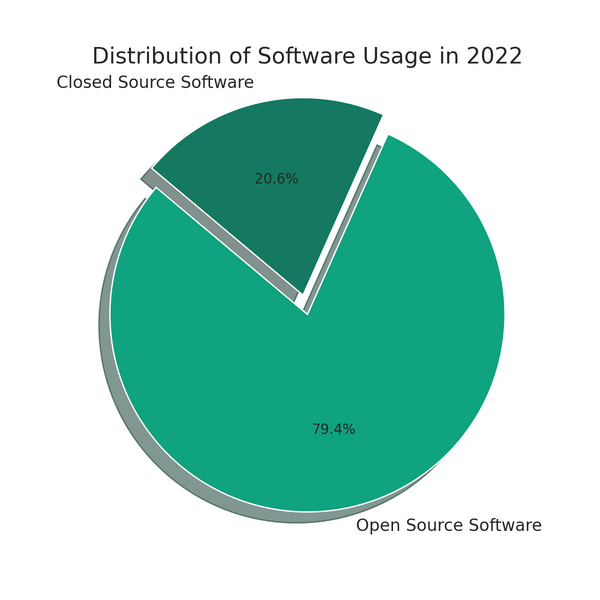 Distribution of Software Usage in 2022
Closed Source Software
20.6%
79.4%
Open Source Software